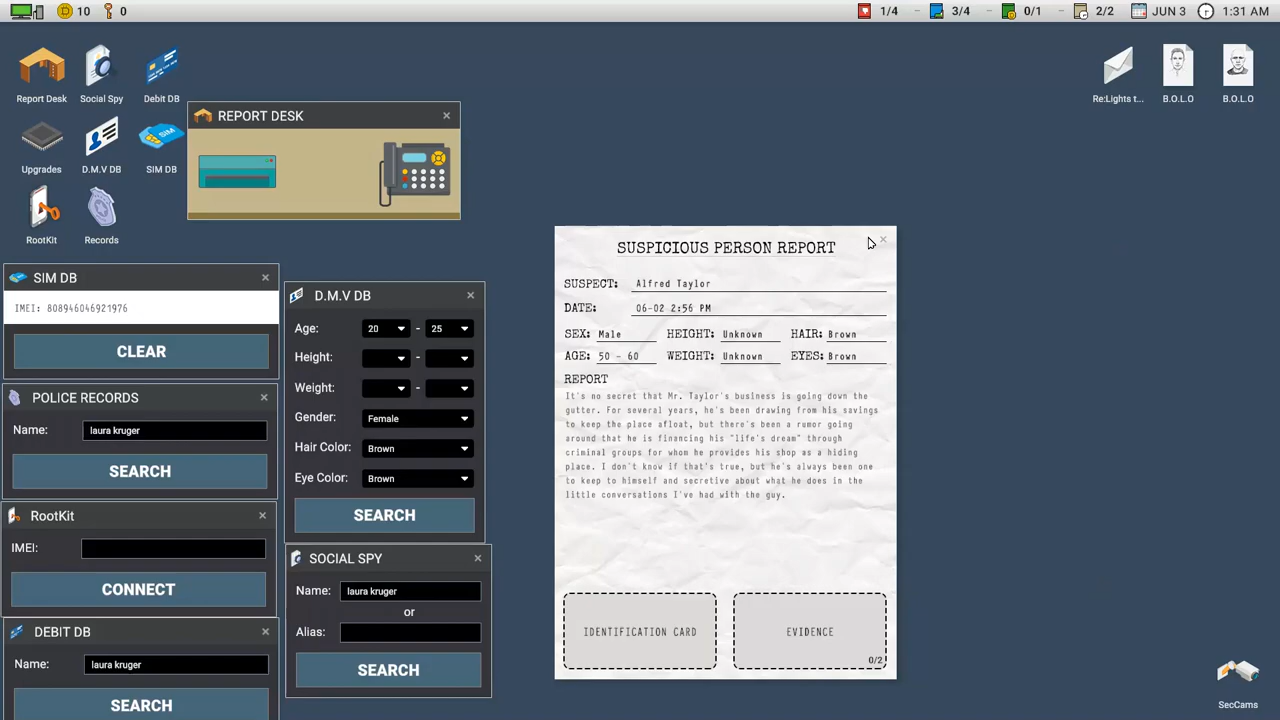 10
0
1/4
3/4
0/1
2/2
JUN 3
1:31 AM
Report Desk
Social Spy
Debit DB
Upgrades
D.M.V DB
SIM DB
RootKit
Records
REPORT DESK
Re:Lights t...
B.O.L.O
B.O.L.O
SIM DB
IMEI: 808946046921976
CLEAR
POLICE RECORDS
Name: laura kruger
SEARCH
RootKit
IMEI:
CONNECT
DEBIT DB
Name: laura kruger
SEARCH
D.M.V DB
Age: 20 - 25
Height: -
Weight: -
Gender: Female
Hair Color: Brown
Eye Color: Brown
SEARCH
SOCIAL SPY
Name: laura kruger
or
Alias:
SEARCH
SUSPICIOUS PERSON REPORT
SUSPECT: Alfred Taylor
DATE: 06-02 2:56 PM
SEX: Male HEIGHT: Unknown HAIR: Brown
AGE: 50 - 60 WEIGHT: Unknown EYES: Brown
REPORT
It's no secret that Mr. Taylor's business is going down the
gutter. For several years, he's been drawing from his savings
to keep the place afloat, but there's been a rumor going
around that he is financing his "life's dream" through
criminal groups for whom he provides his shop as a hiding
place. I don't know if that's true, but he's always been one
to keep to himself and secretive about what he does in the
little conversations I've had with the guy.
IDENTIFICATION CARD
EVIDENCE
0/2
SecCams